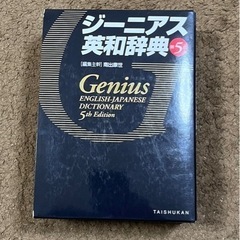 ジーニアス
英和辞典 第5版
[編集主幹] 南出康世
Genius
ENGLISH-JAPANESE
DICTIONARY
5th Edition
TAISHUKAN